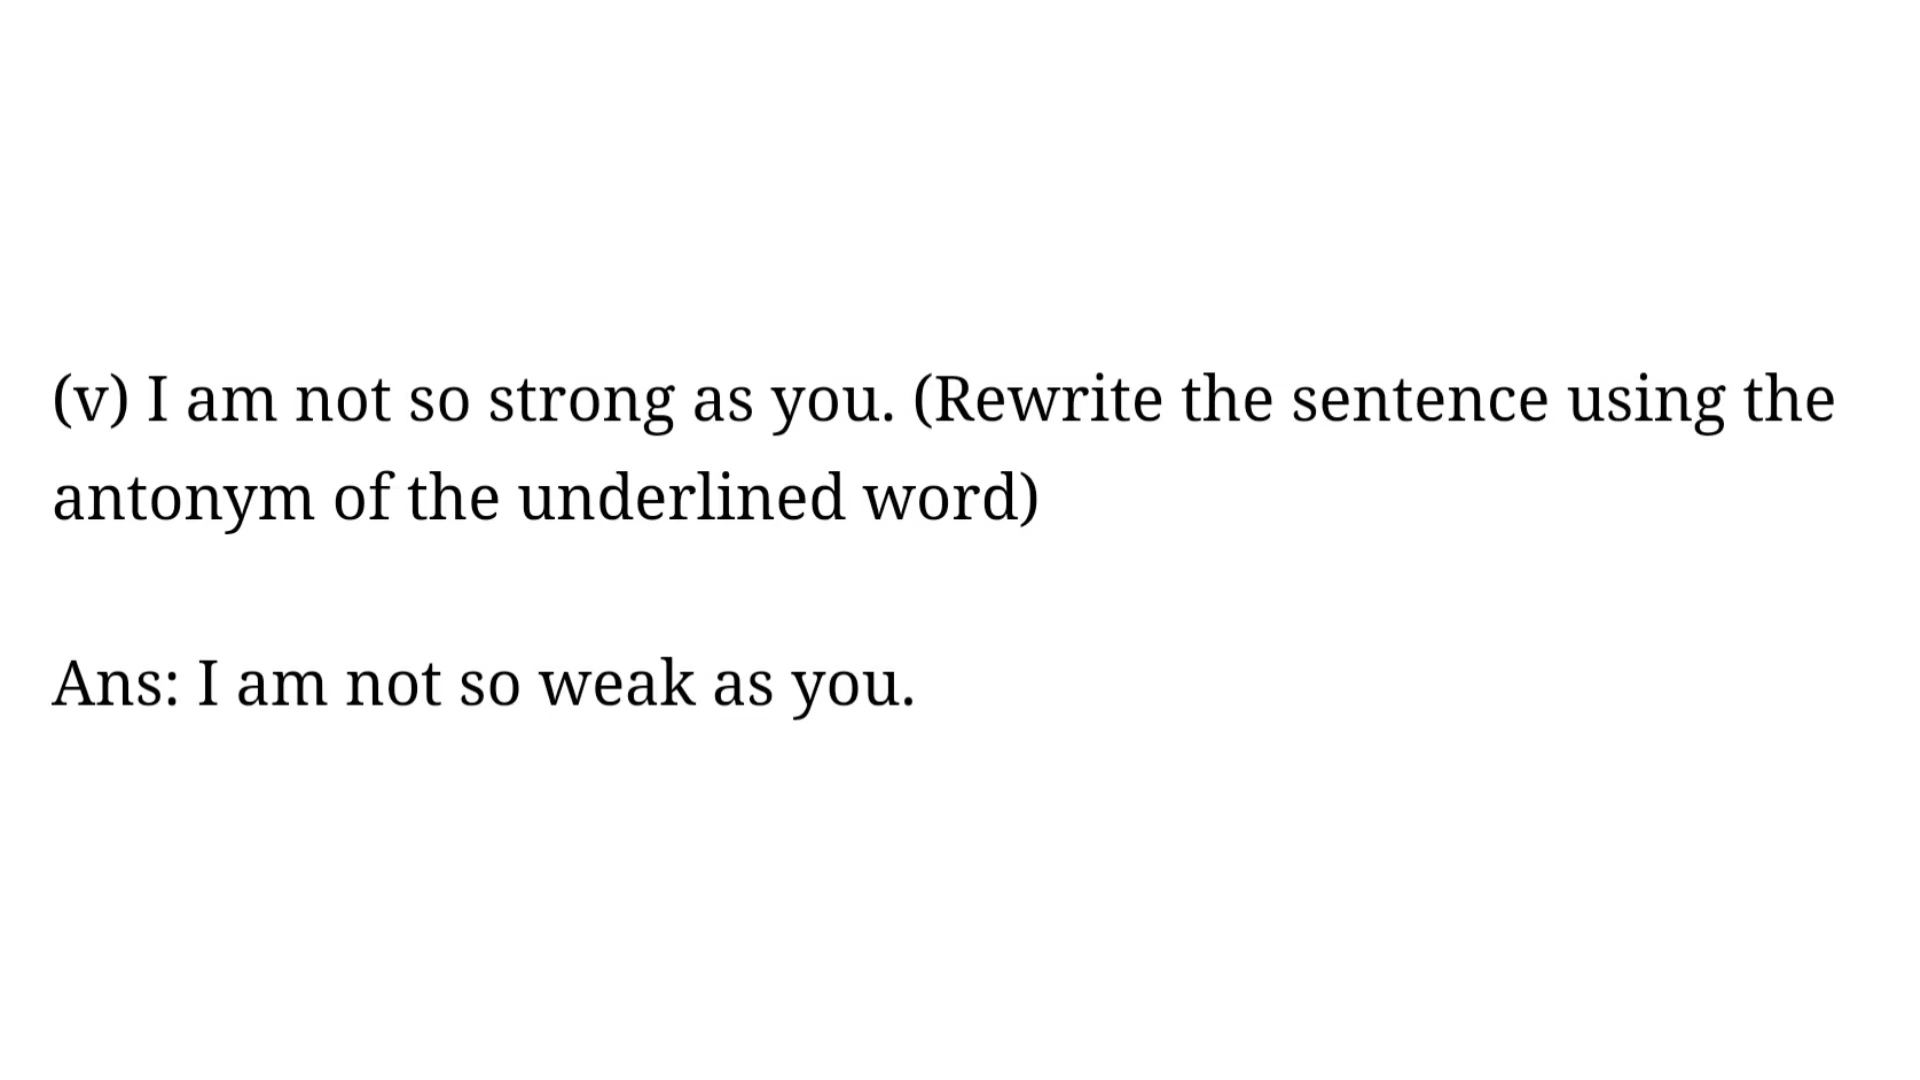 (v) I am not so strong as you. (Rewrite the sentence using the
antonym of the underlined word)
Ans: I am not so weak as you.